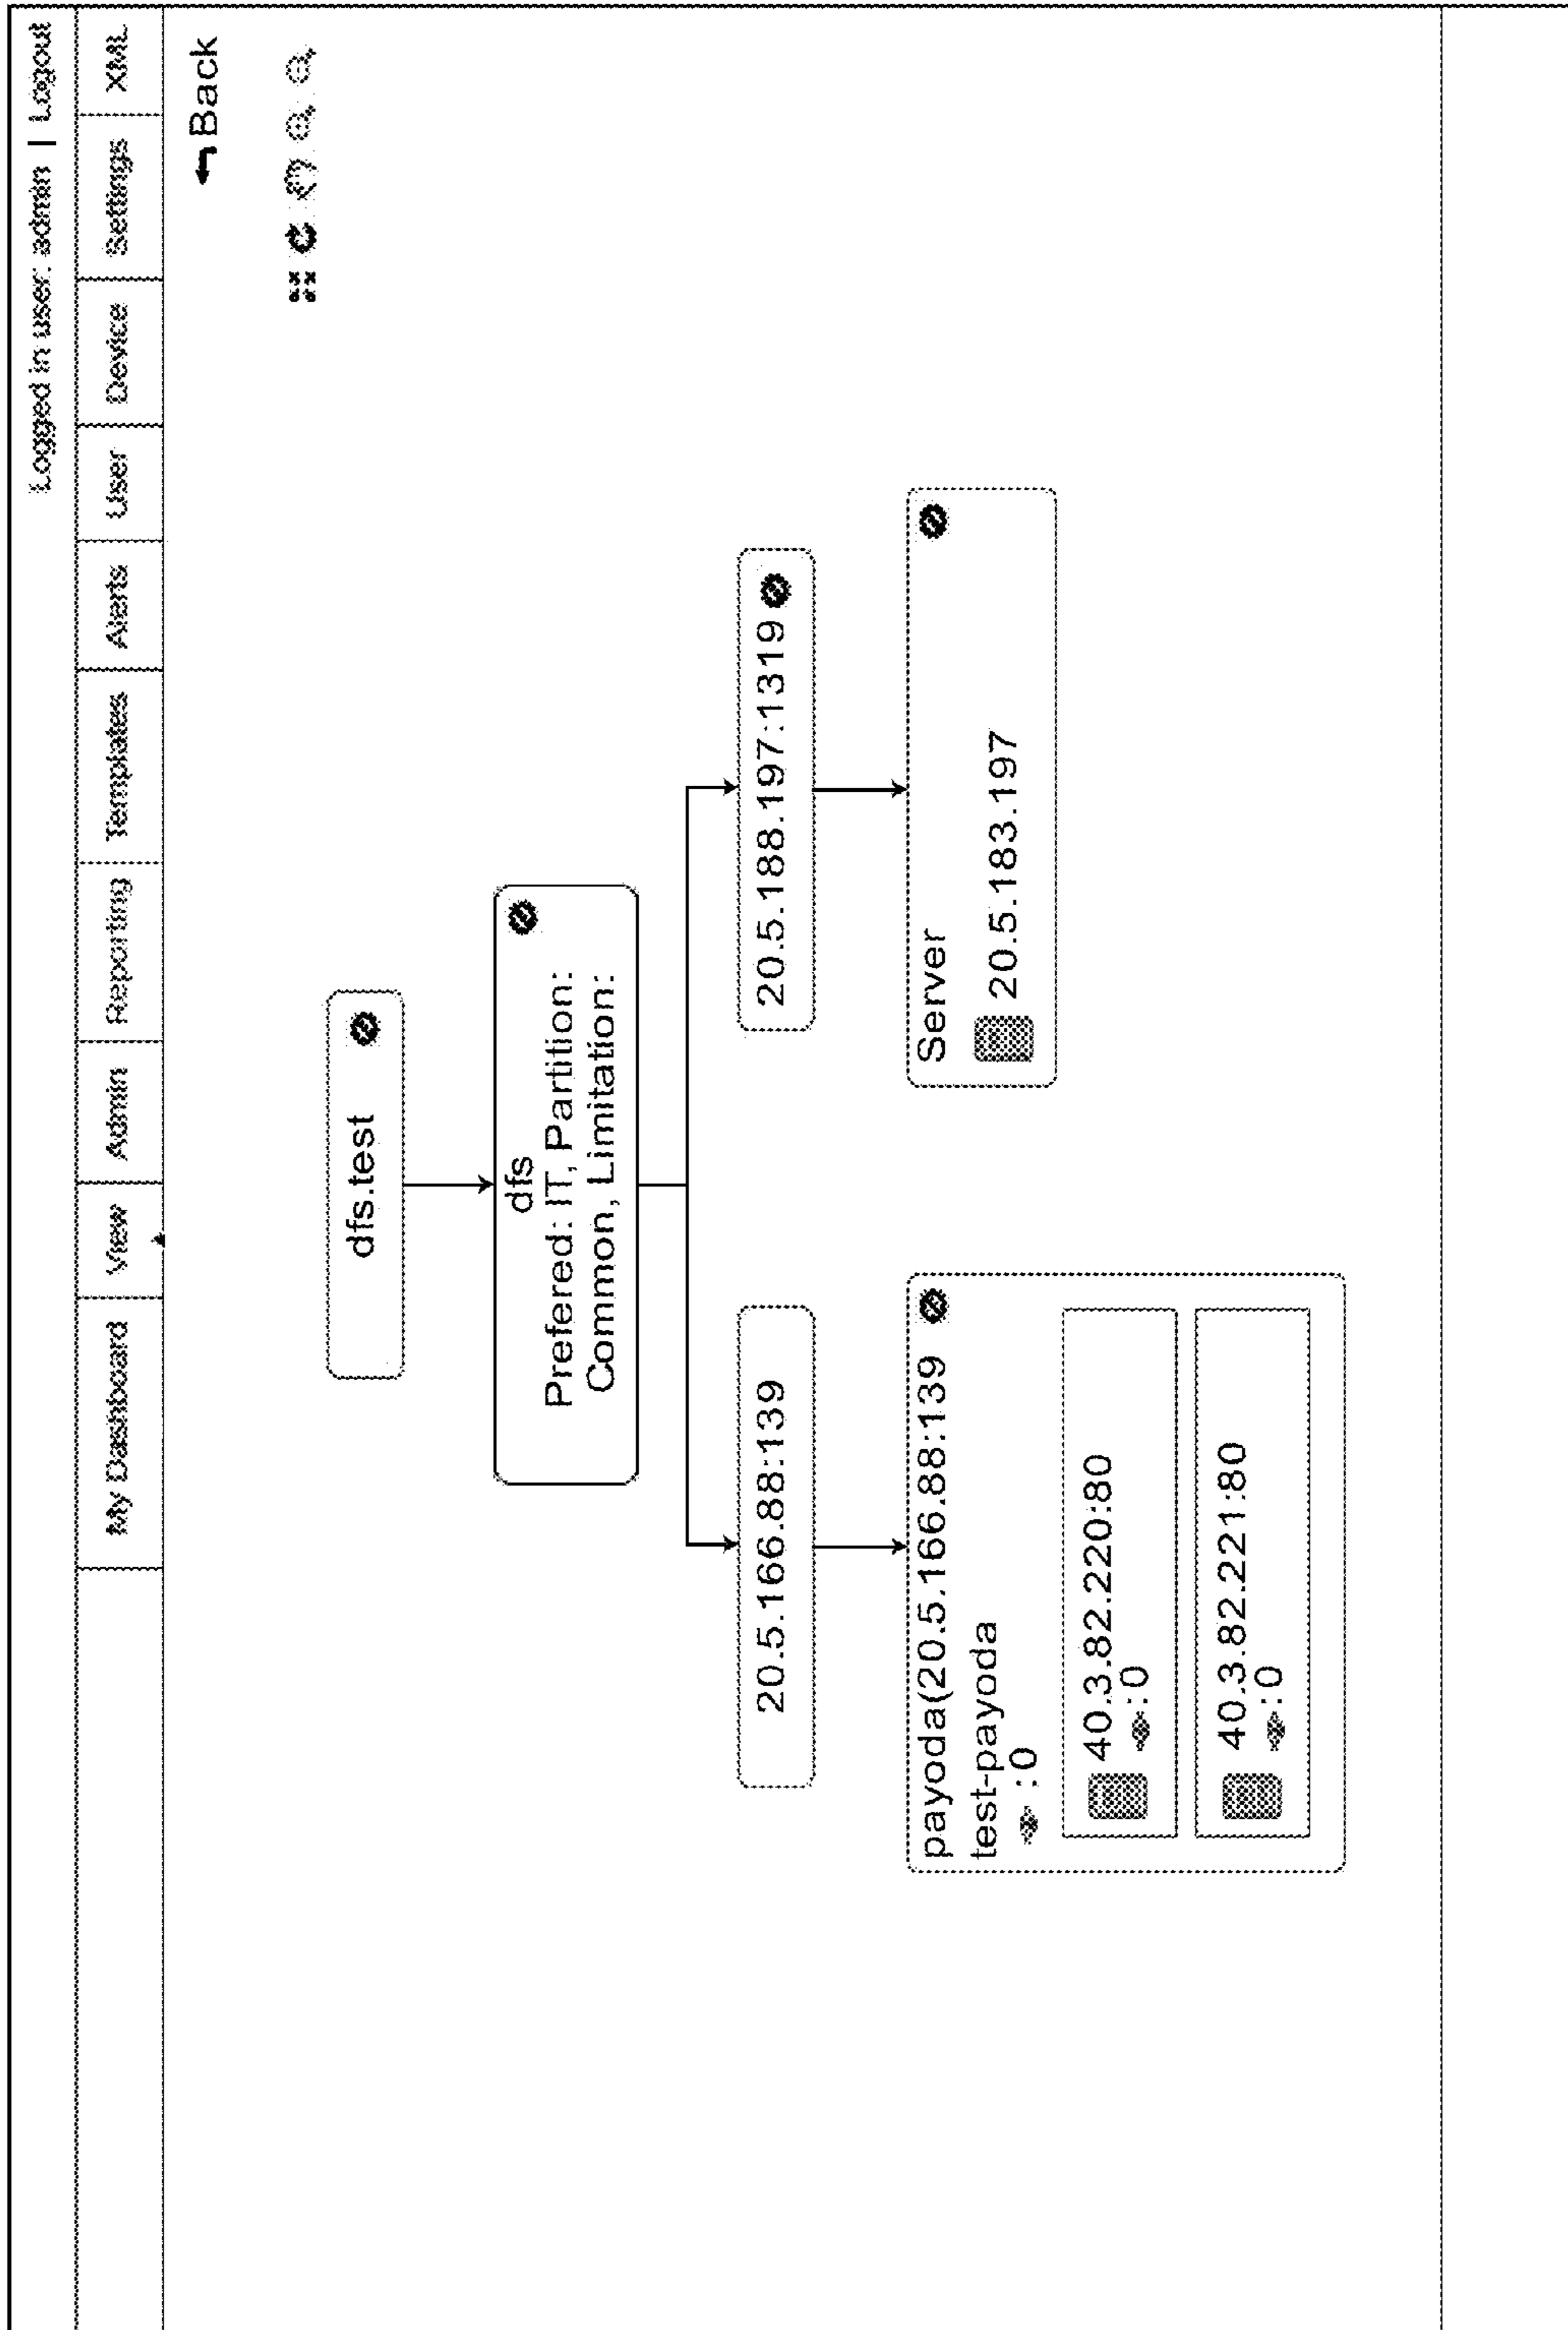 Logged in user: admin | Logout
My Dashboard View Admin Reporting Templates Alerts User Device Settings XML
Back
dfs.test
dfs
Preferred: IT, Partition:
Common, Limitation:
20.5.166.88:139
20.5.188.197:1319
payoda(20.5.166.88:139
test-payoda
:0
40.3.82.220:80
:0
40.3.82.221:80
:0
Server
20.5.183.197